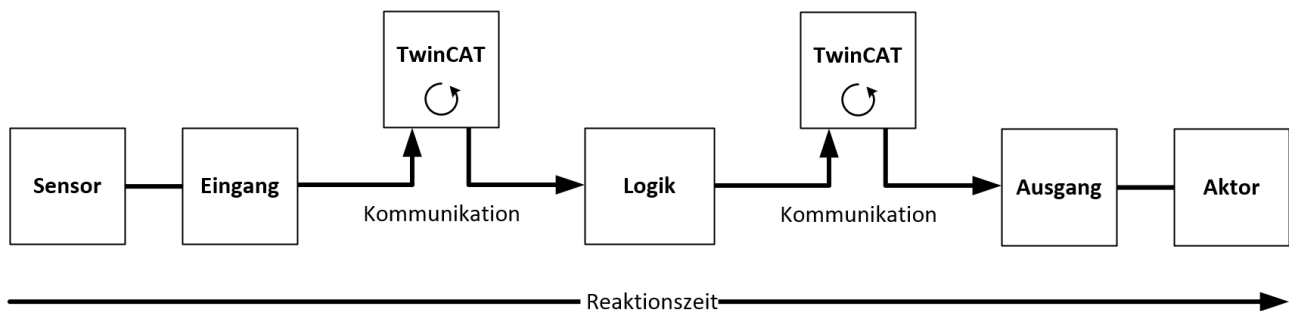 TwinCAT
TwinCAT
Sensor
Eingang
Logik
Ausgang
Aktor
Kommunikation
Kommunikation
Reaktionszeit